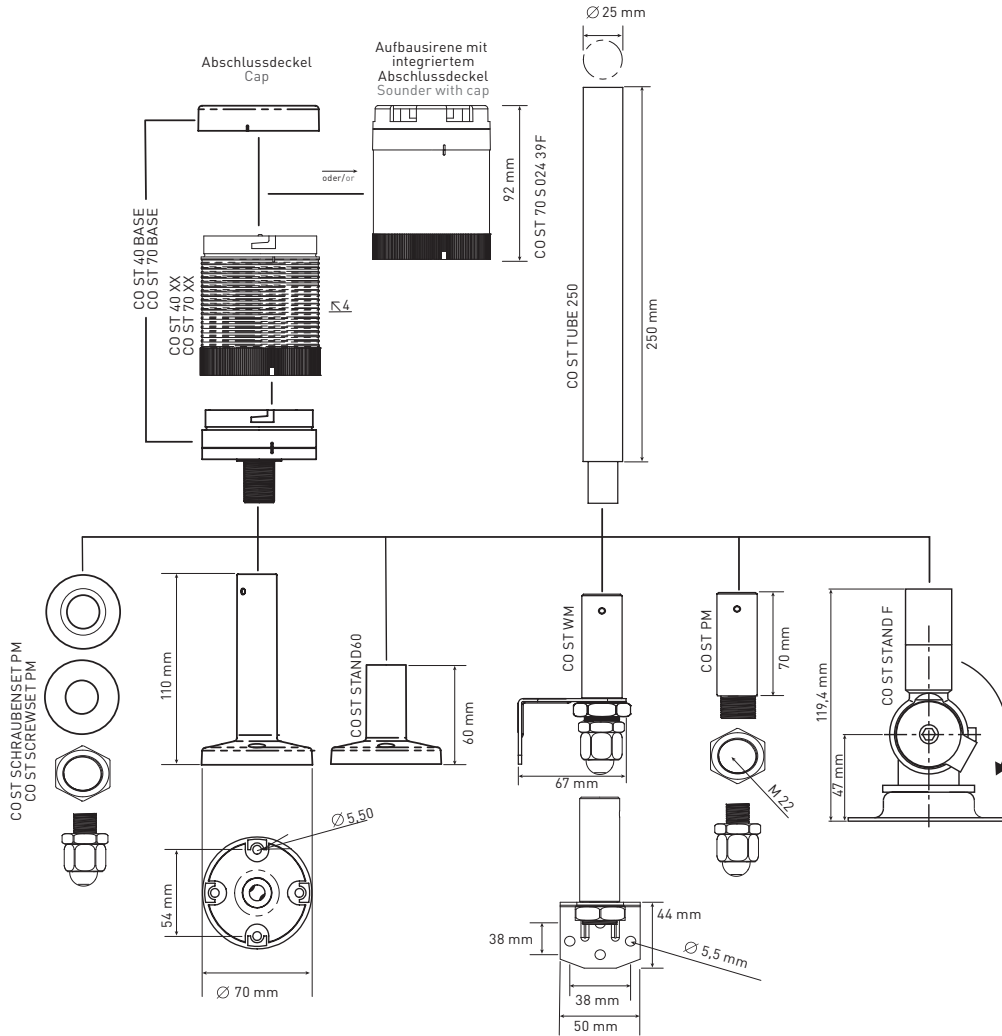 Ø 25 mm
Abschlussdeckel
Cap
Aufbausirene mit
integriertem
Abschlussdeckel
Sounder with cap
oder/or
92 mm
CO ST 70 S 024 39F
CO ST 40 BASE
CO ST 70 BASE
CO ST 40 XX
CO ST 70 XX
4
CO ST TUBE 250
250 mm
CO ST SCHRAUBENSET PM
CO ST SCREWSET PM
110 mm
CO ST STAND60
60 mm
CO ST WM
67 mm
CO ST PM
70 mm
M 22
CO ST STAND F
119,4 mm
47 mm
Ø 5,50
54 mm
Ø 70 mm
44 mm
38 mm
Ø 5,5 mm
38 mm
50 mm